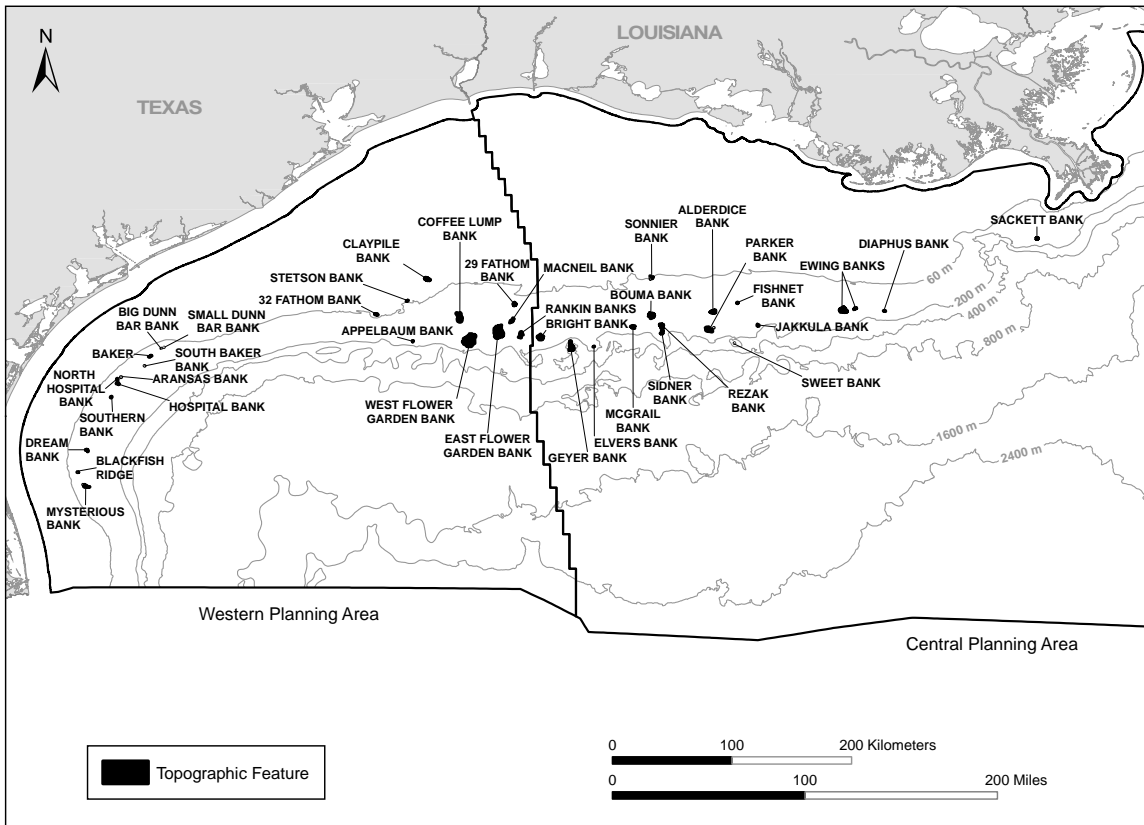 N
LOUISIANA
TEXAS
COFFEE LUMP
BANK
CLAYPILE
BANK
STETSON BANK
29 FATHOM
BANK
32 FATHOM BANK
MACNEIL BANK
SONNIER
BANK
ALDERDICE
BANK
PARKER
BANK
SACKETT BANK
DIAPHUS BANK
EWING BANKS
60 m
200 m
400 m
800 m
1600 m
2400 m
BIG DUNN
BAR BANK
SMALL DUNN
BAR BANK
APPELBAUM BANK
RANKIN BANKS
BRIGHT BANK
BOUMA BANK
FISHNET
BANK
JAKKULA BANK
BAKER
SOUTH BAKER
BANK
NORTH
HOSPITAL
BANK
ARANSAS BANK
HOSPITAL BANK
SOUTHERN
BANK
DREAM
BANK
BLACKFISH
RIDGE
MYSTERIOUS
BANK
WEST FLOWER
GARDEN BANK
EAST FLOWER
GARDEN BANK
GEYER BANK
ELVERS BANK
MCGRAIL
BANK
SIDNER
BANK
REZAK
BANK
SWEET BANK
Western Planning Area
Central Planning Area
Topographic Feature
0 100 200 Kilometers
0 100 200 Miles